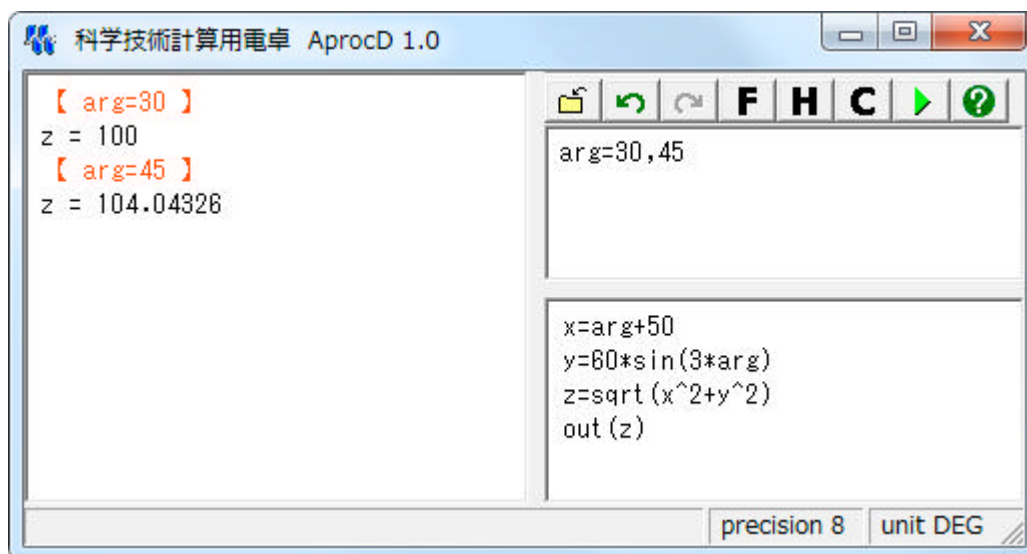 科学技術計算用電卓 AprocD 1.0
【 arg=30 】
z = 100
【 arg=45 】
z = 104.04326
F H C ?
arg=30,45
x=arg+50
y=60*sin(3*arg)
z=sqrt(x^2+y^2)
out(z)
precision 8 unit DEG